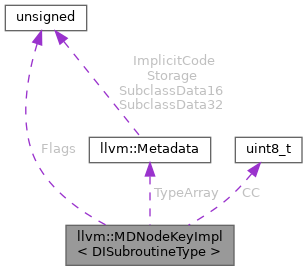 unsigned
ImplicitCode
Storage
SubclassData16
SubclassData32
Flags
llvm::Metadata
uint8_t
TypeArray
CC
llvm::MDNodeKeyImpl
< DISubroutineType >